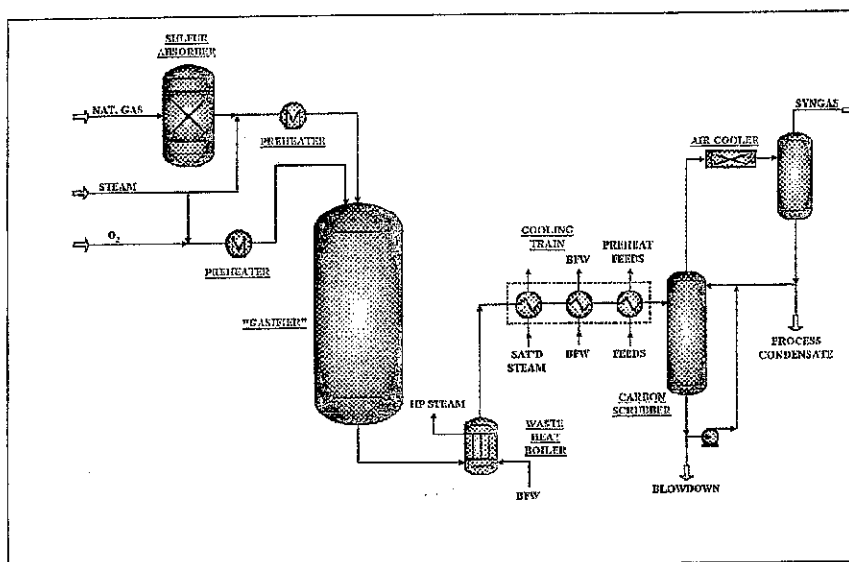 SULFUR
ABSORBER
NAT. GAS
PREHEATER
STEAM
O2
PREHEATER
"GASIFIER"
HP STEAM
WASTE
HEAT
BOILER
BFW
COOLING
TRAIN
BFW
PREHEAT
FEEDS
SAT'D
STEAM
BFW
FEEDS
CARBON
SCRUBBER
BLOWDOWN
AIR COOLER
SYNGAS
PROCESS
CONDENSATE